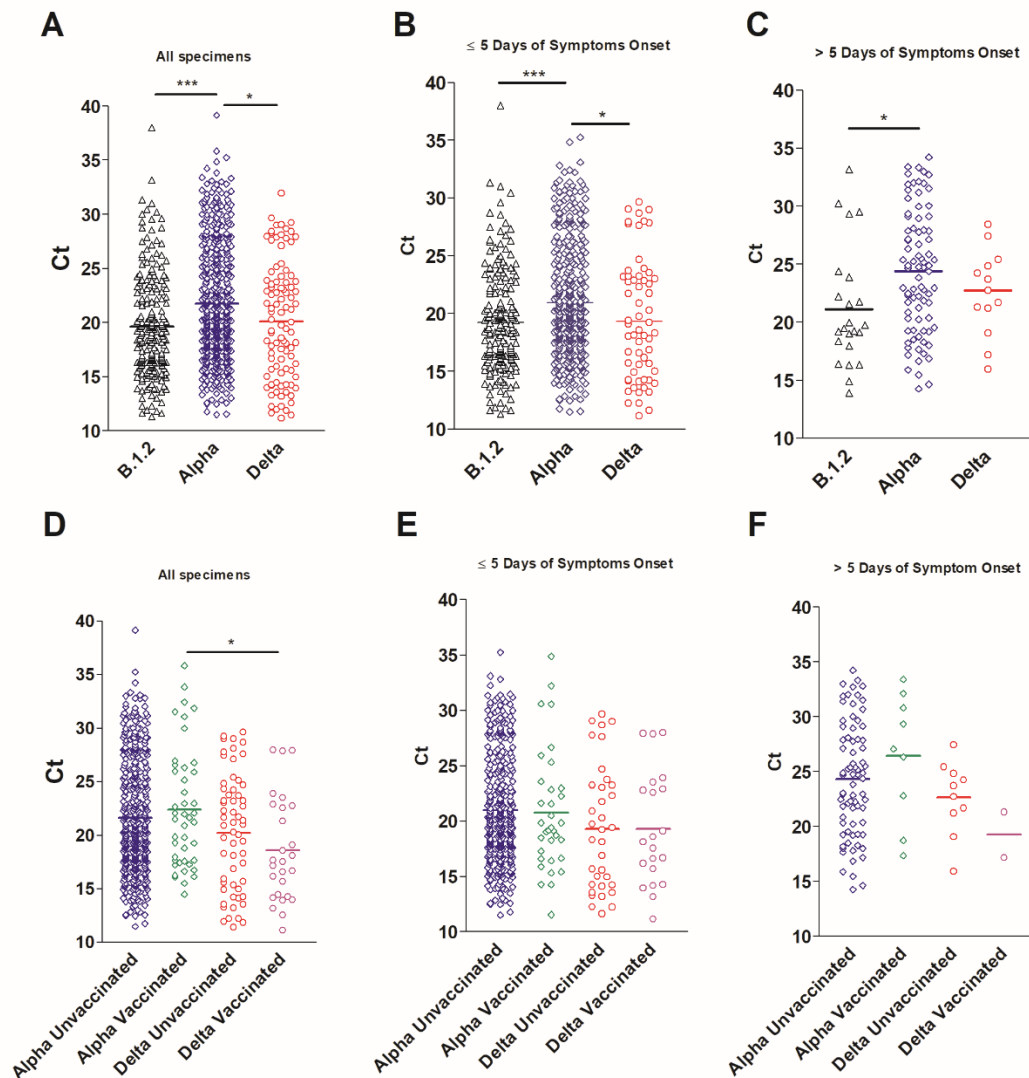 A
All specimens
***
*
Ct
40
35
30
25
20
15
10
B.1.2
Alpha
Delta
B
≤ 5 Days of Symptoms Onset
***
*
Ct
40
35
30
25
20
15
10
B.1.2
Alpha
Delta
C
> 5 Days of Symptoms Onset
*
Ct
40
35
30
25
20
15
10
B.1.2
Alpha
Delta
D
All specimens
*
Ct
40
35
30
25
20
15
10
Alpha Unvaccinated
Alpha Vaccinated
Delta Unvaccinated
Delta Vaccinated
E
≤ 5 Days of Symptoms Onset
Ct
40
35
30
25
20
15
10
Alpha Unvaccinated
Alpha Vaccinated
Delta Unvaccinated
Delta Vaccinated
F
> 5 Days of Symptom Onset
Ct
40
35
30
25
20
15
10
Alpha Unvaccinated
Alpha Vaccinated
Delta Unvaccinated
Delta Vaccinated